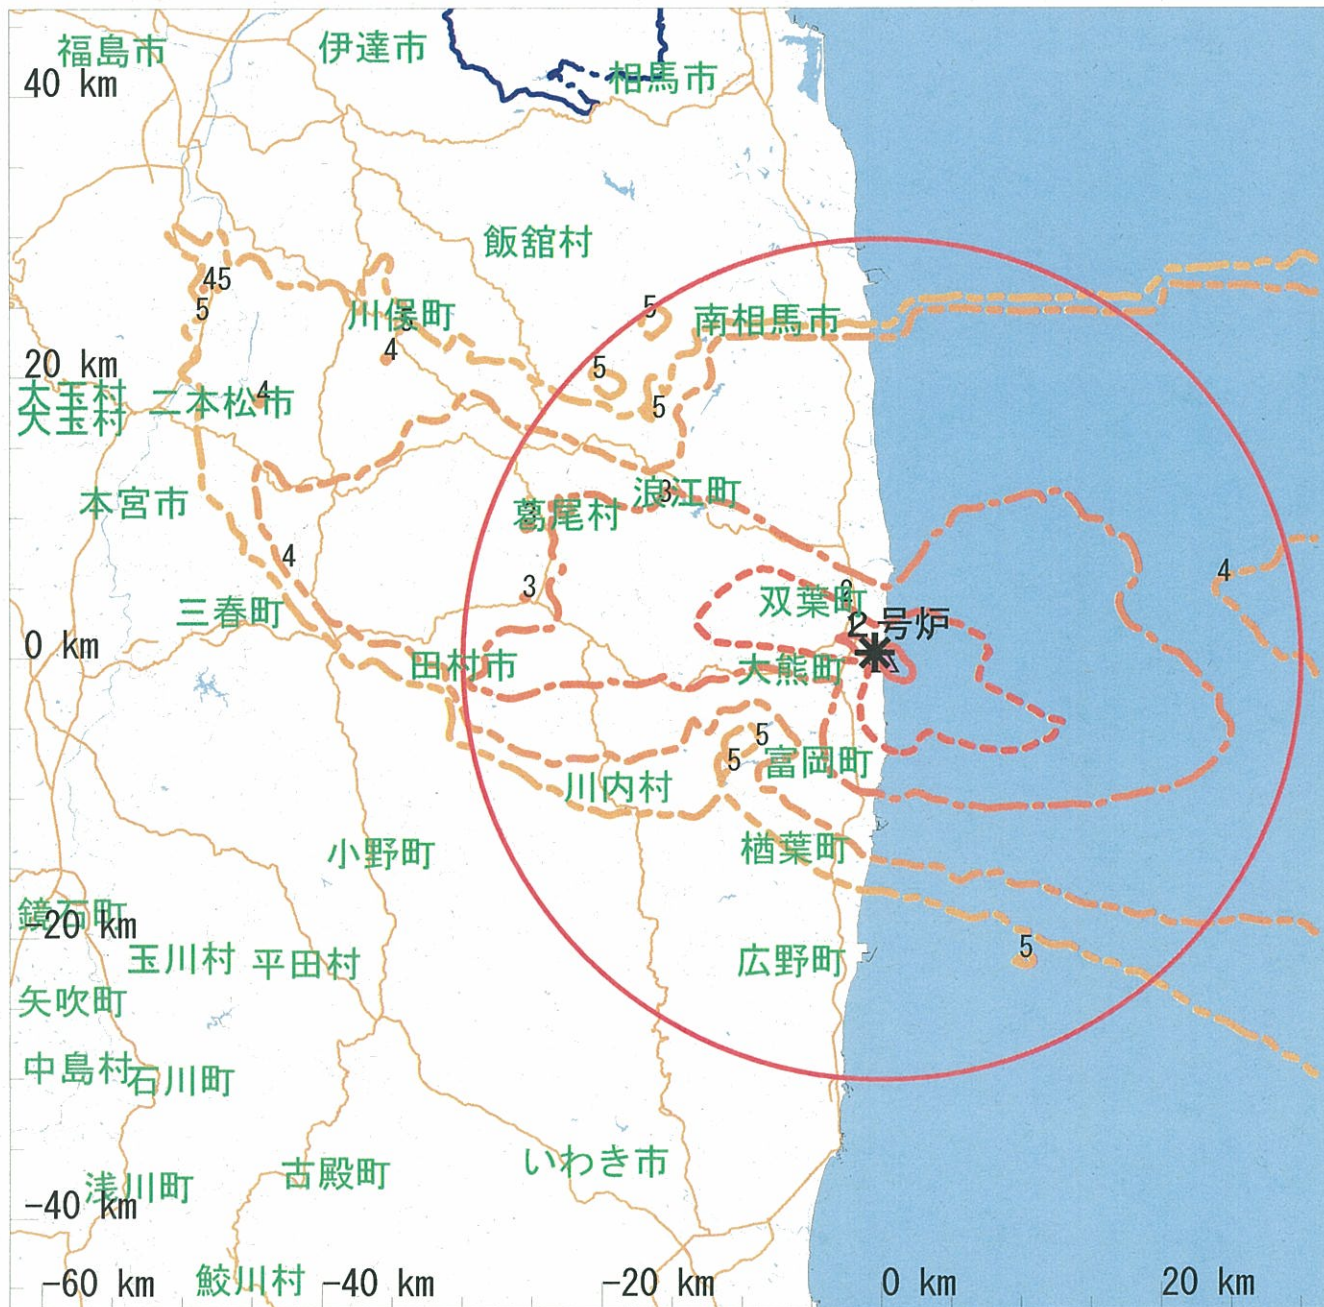 福島市
伊達市
相馬市
40 km
飯舘村
45
5
川俣町
5
南相馬市
4
5
20 km
大玉村
4
二本松市
5
大玉村
本宮市
3
浪江町
葛尾村
4
3
4
双葉町
三春町
2号炉
0 km
田村市
大熊町
5
5
富岡町
川内村
小野町
楢葉町
鏡石町
-20 km
玉川村
平田村
広野町
5
矢吹町
中島村
石川町
いわき市
古殿町
浅川町
-40 km
鮫川村
-60 km
-40 km
-20 km
0 km
20 km